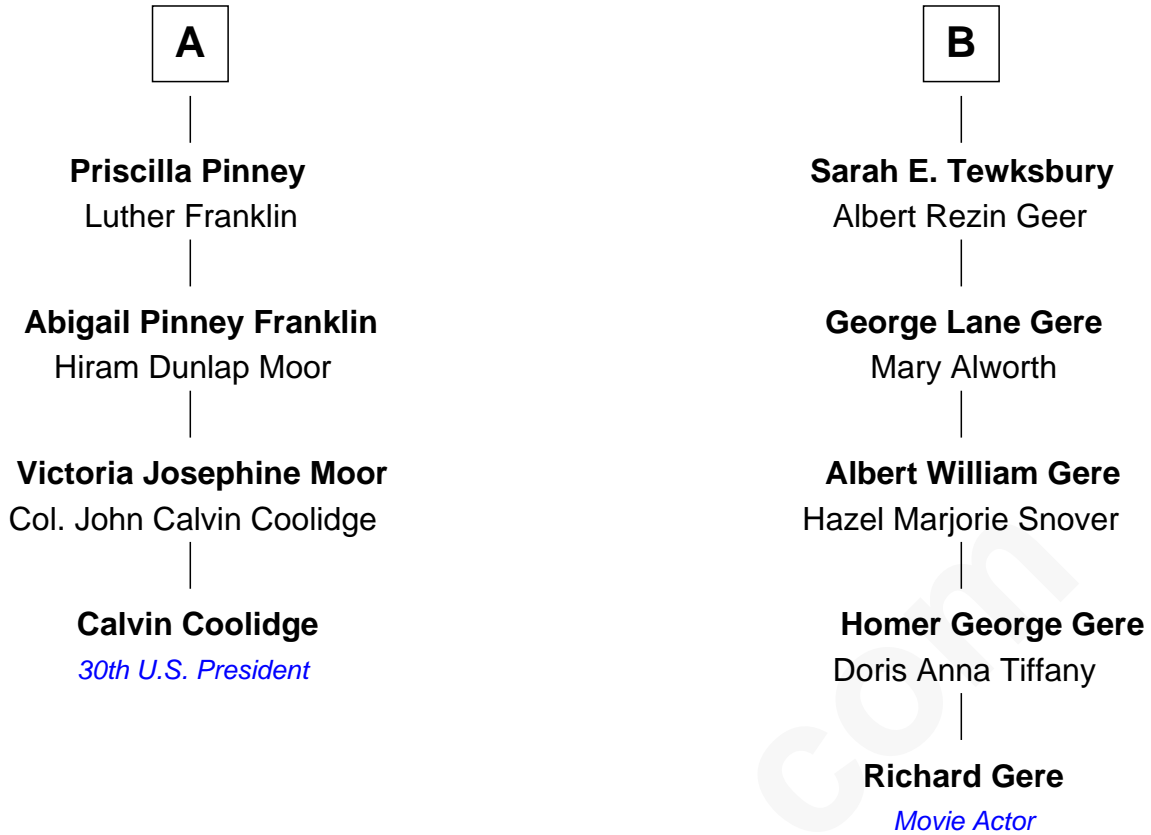 A
Priscilla Pinney
Luther Franklin
Abigail Pinney Franklin
Hiram Dunlap Moor
Victoria Josephine Moor
Col. John Calvin Coolidge
Calvin Coolidge
30th U.S. President
B
Sarah E. Tewksbury
Albert Rezin Geer
George Lane Gere
Mary Alworth
Albert William Gere
Hazel Marjorie Snover
Homer George Gere
Doris Anna Tiffany
Richard Gere
Movie Actor
com